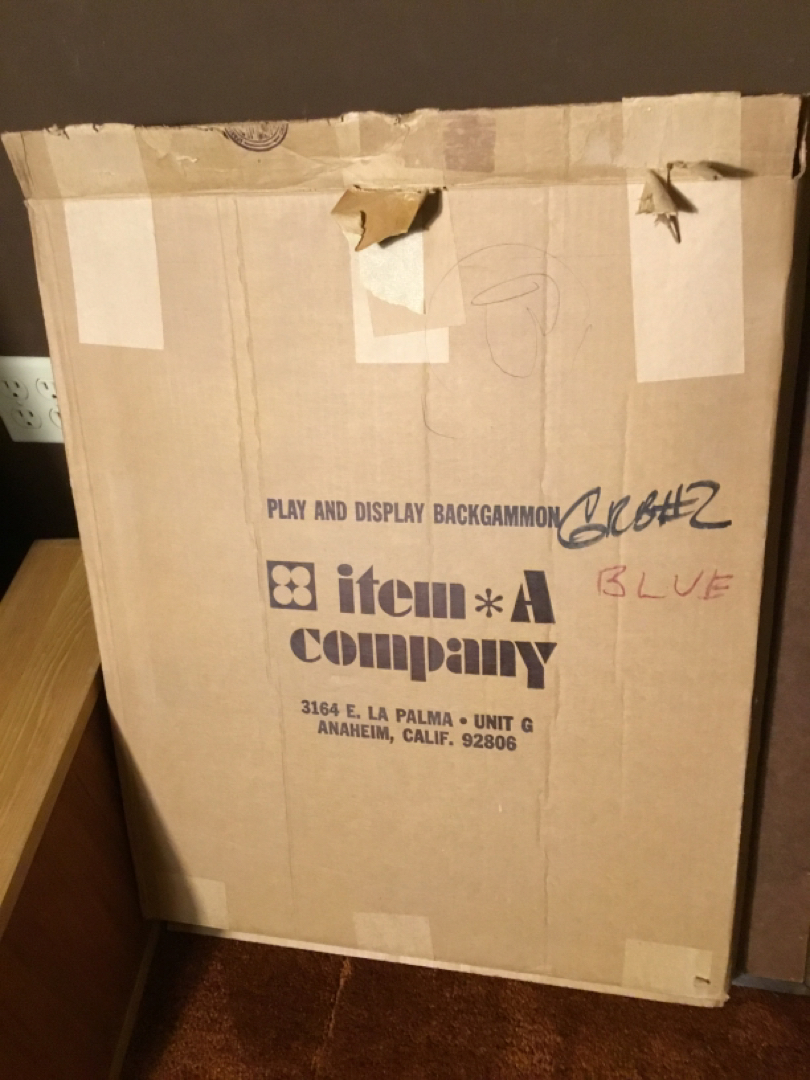 PLAY AND DISPLAY BACKGAMMON GRB#2
item*A BLUE
company
3164 E. LA PALMA • UNIT G
ANAHEIM, CALIF. 92806